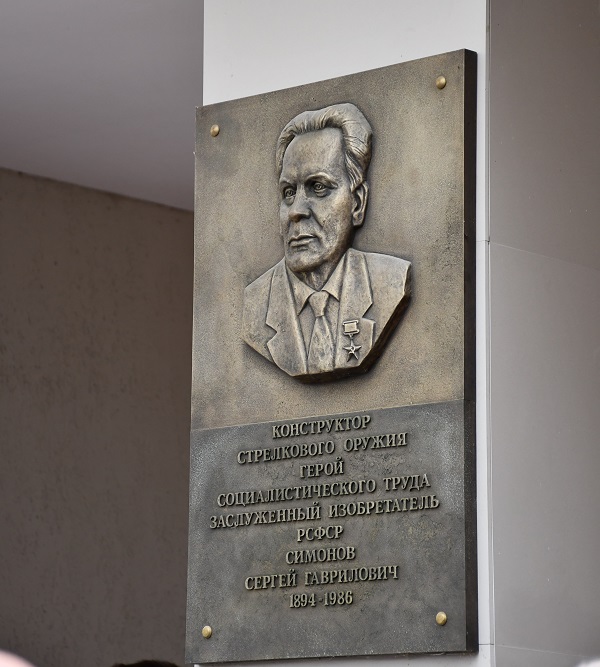 КОНСТРУКТОР
СТРЕЛКОВОГО ОРУЖИЯ
ГЕРОЙ
СОЦИАЛИСТИЧЕСКОГО ТРУДА
ЗАСЛУЖЕННЫЙ ИЗОБРЕТАТЕЛЬ
РСФСР
СИМОНОВ
СЕРГЕЙ ГАВРИЛОВИЧ
1894-1986